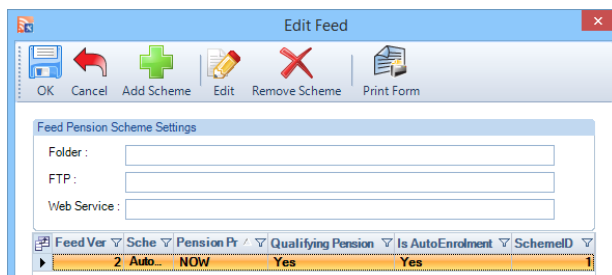 Edit Feed
OK Cancel Add Scheme Edit Remove Scheme Print Form
Feed Pension Scheme Settings
Folder :
FTP :
Web Service :
Feed Ver Sche Pension Pr Qualifying Pension Is AutoEnrolment SchemeID
2 Auto... NOW Yes Yes 1